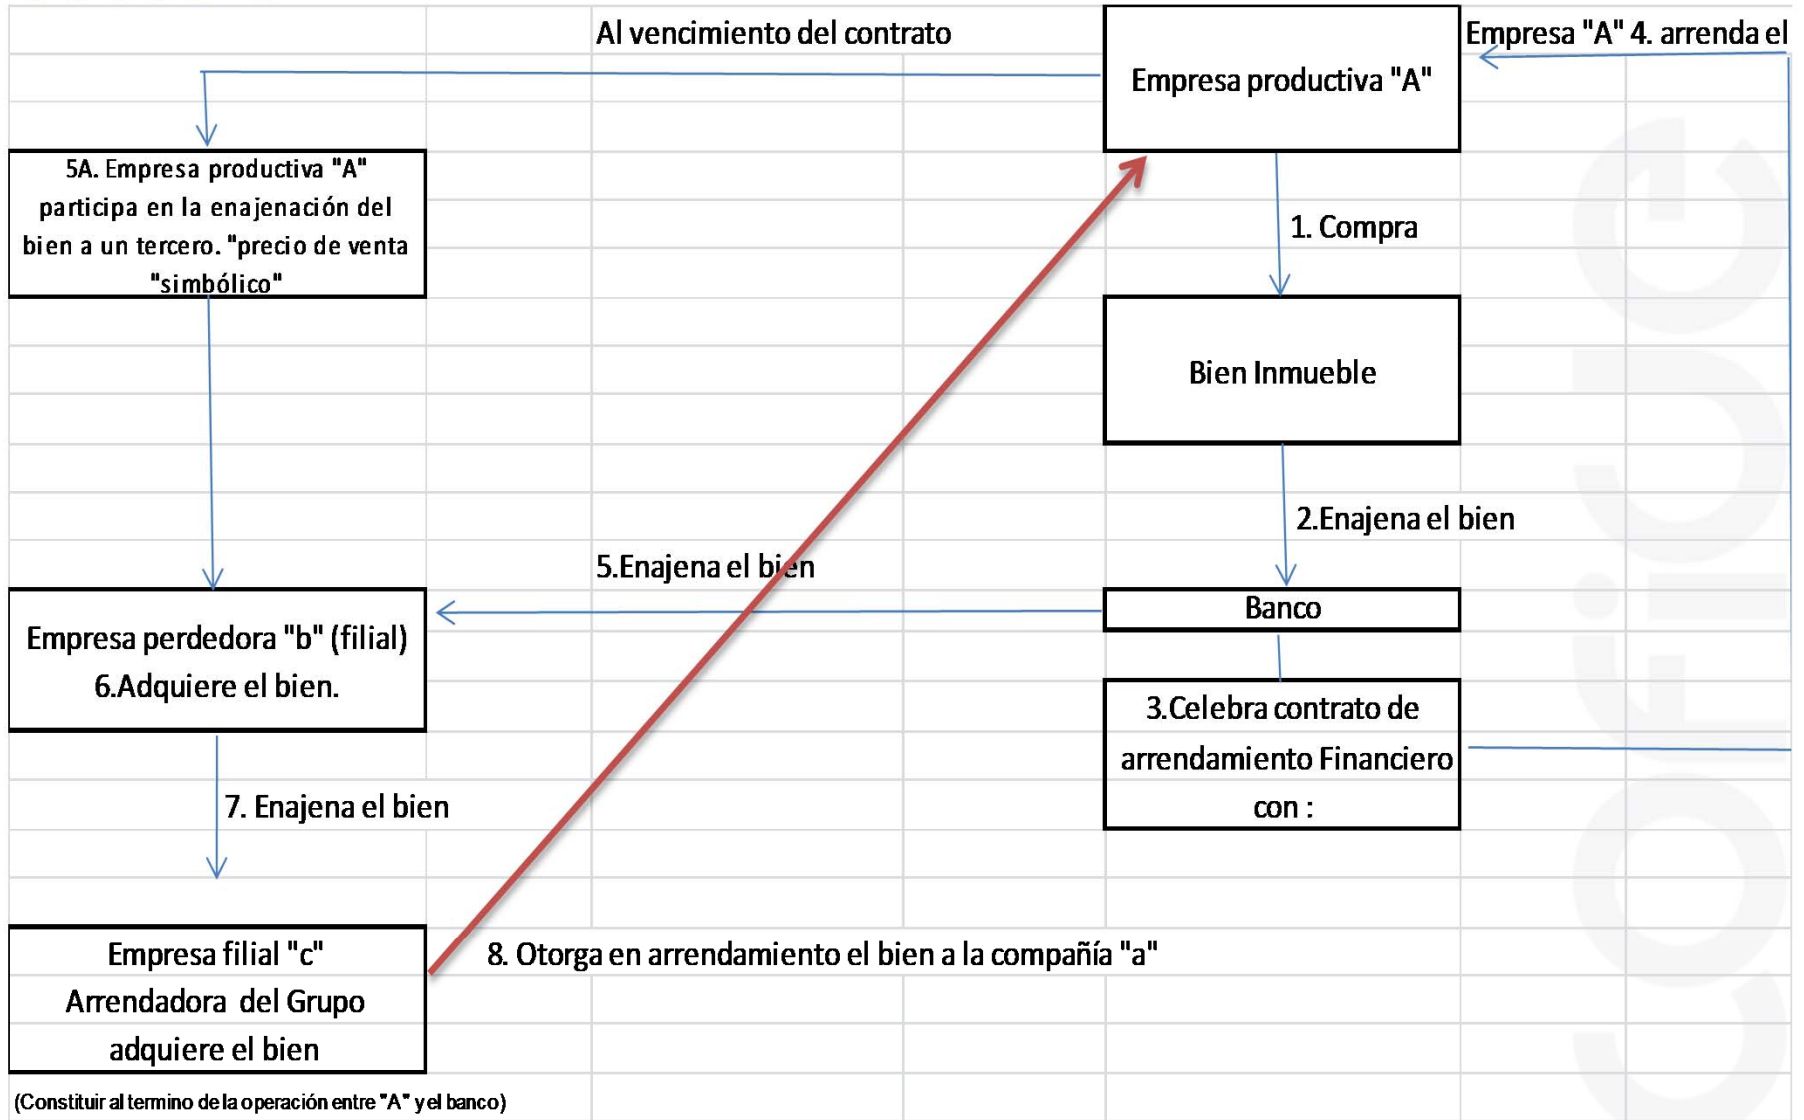 Al vencimiento del contrato
Empresa "A" 4. arrenda el
Empresa productiva "A"
5A. Empresa productiva "A"
participa en la enajenación del
bien a un tercero. "precio de venta
"simbólico"
1. Compra
Bien Inmueble
2.Enajena el bien
5.Enajena el bien
Banco
Empresa perdedora "b" (filial)
6.Adquiere el bien.
3.Celebra contrato de
arrendamiento Financiero
con :
7. Enajena el bien
Empresa filial "c"
Arrendadora del Grupo
adquiere el bien
8. Otorga en arrendamiento el bien a la compañía "a"
(Constituir al termino de la operación entre "A" y el banco)